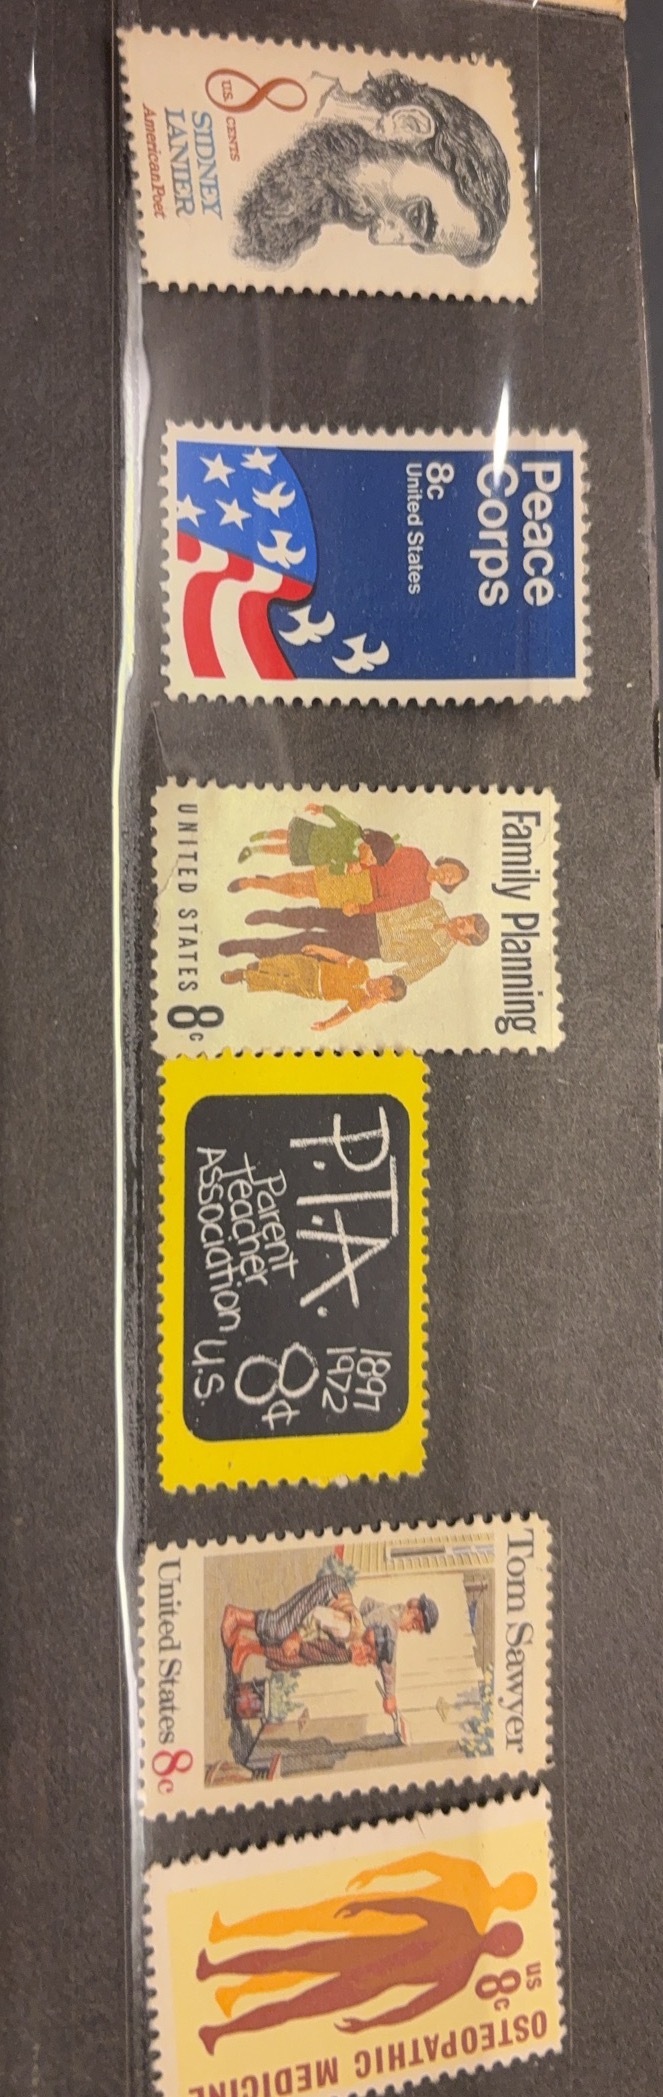 8 CENTS
U.S.
SIDNEY
LANIER
American Poet
Peace
Corps
8c
United States
Family Planning
UNITED STATES 8c
P.T.A. 1897
1972
Parent
Teacher
Association
8¢
U.S.
Tom Sawyer
United States 8c
US
8c
OSTEOPATHIC MEDICINE